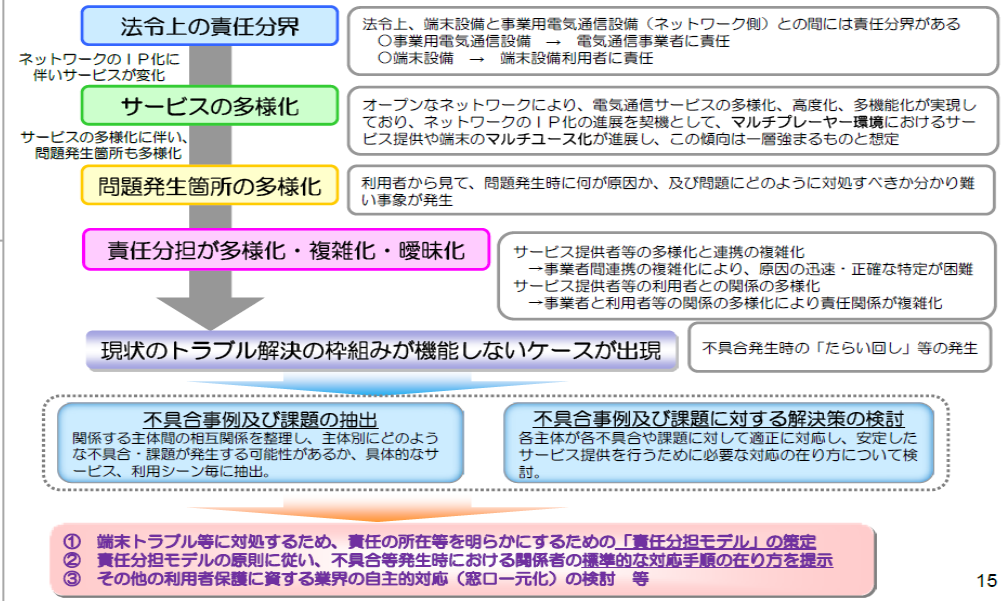 法令上の責任分界
法令上、端末設備と事業用電気通信設備（ネットワーク側）との間には責任分界がある
○事業用電気通信設備　→　電気通信事業者に責任
○端末設備　→　端末設備利用者に責任
ネットワークのＩＰ化に
伴いサービスが変化
サービスの多様化
オープンなネットワークにより、電気通信サービスの多様化、高度化、多機能化が実現し
ており、ネットワークのＩＰ化の進展を契機として、マルチプレーヤー環境におけるサー
ビス提供や端末のマルチユース化が進展し、この傾向は一層強まるものと想定
サービスの多様化に伴い、
問題発生箇所も多様化
問題発生箇所の多様化
利用者から見て、問題発生時に何が原因か、及び問題にどのように対処すべきか分かり難
い事象が発生
責任分担が多様化・複雑化・曖昧化
サービス提供者等の多様化と連携の複雑化
→事業者間連携の複雑化により、原因の迅速・正確な特定が困難
サービス提供者等の利用者との関係の多様化
→事業者と利用者等の関係の多様化により責任関係が複雑化
現状のトラブル解決の枠組みが機能しないケースが出現
不具合発生時の「たらい回し」等の発生
不具合事例及び課題の抽出
関係する主体間の相互関係を整理し、主体別にどのよう
な不具合・課題が発生する可能性があるか、具体的なサ
ービス、利用シーン毎に抽出。
不具合事例及び課題に対する解決策の検討
各主体が各不具合や課題に対して適正に対応し、安定した
サービス提供を行うために必要な対応の在り方について検
討。
①　端末トラブル等に対処するため、責任の所在等を明らかにするための「責任分担モデル」の策定
②　責任分担モデルの原則に従い、不具合等発生時における関係者の標準的な対応手順の在り方を提示
③　その他の利用者保護に資する業界の自主的対応（窓口一元化）の検討　等
15